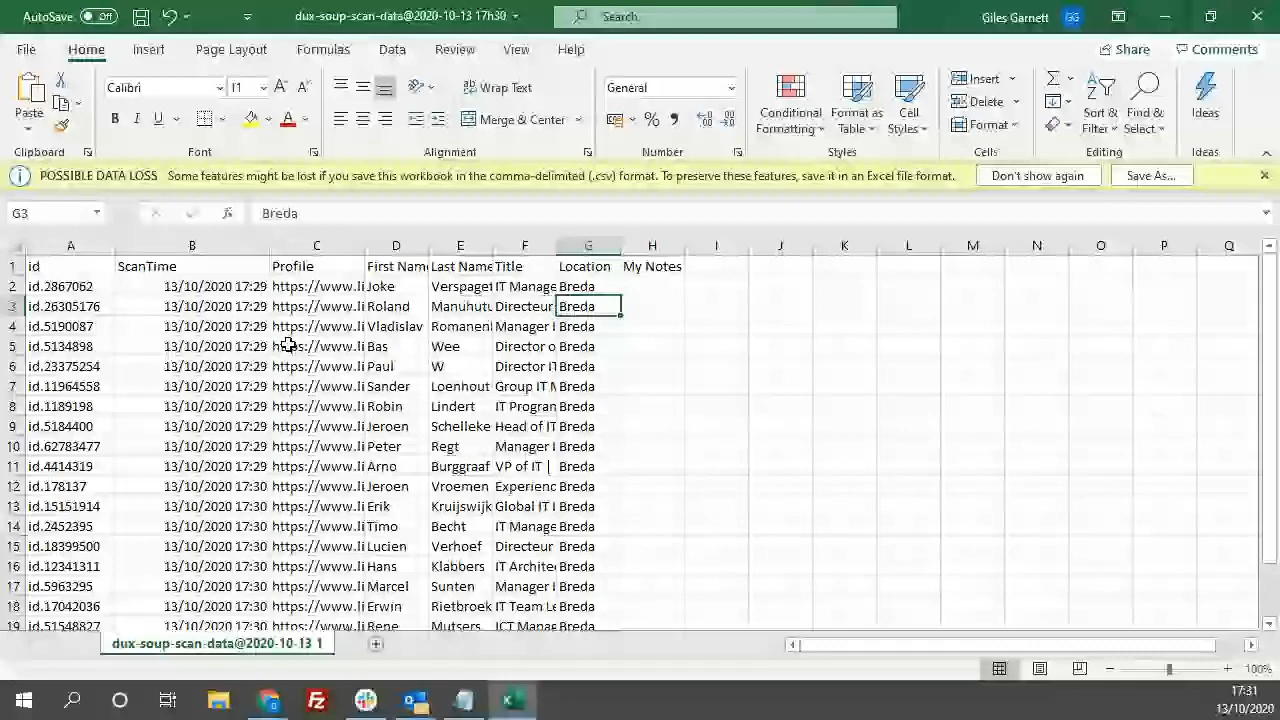 AutoSave Off dux-soup-scan-data@2020-10-13 17h30 Search Giles Garnett GG
File Home Insert Page Layout Formulas Data Review View Help Share Comments
Calibri 11 Wrap Text General Insert
Paste B I U Merge & Center Conditional Formatting Format as Table Cell Styles Delete Format Sort & Filter Find & Select Ideas
Clipboard Font Alignment Number Styles Cells Editing Ideas
POSSIBLE DATA LOSS Some features might be lost if you save this workbook in the comma-delimited (.csv) format. To preserve these features, save it in an Excel file format. Don't show again Save As...
G3 fx Breda
A B C D E F G H I J K L M N O P Q
1 id ScanTime Profile First Name Last Name Title Location My Notes
2 id.2867062 13/10/2020 17:29 https://www.li Joke Verspaget IT Manage Breda
3 id.26305176 13/10/2020 17:29 https://www.li Roland Manuhutu Directeur Breda
4 id.5190087 13/10/2020 17:29 https://www.li Vladislav Romanen Manager Breda
5 id.5134898 13/10/2020 17:29 https://www.li Bas Wee Director o Breda
6 id.23375254 13/10/2020 17:29 https://www.li Paul W Director IT Breda
7 id.11964558 13/10/2020 17:29 https://www.li Sander Loenhout Group IT M Breda
8 id.1189198 13/10/2020 17:29 https://www.li Robin Lindert IT Program Breda
9 id.5184400 13/10/2020 17:29 https://www.li Jeroen Schelleke Head of IT Breda
10 id.62783477 13/10/2020 17:29 https://www.li Peter Regt Manager Breda
11 id.4414319 13/10/2020 17:29 https://www.li Arno Burggraaf VP of IT | Breda
12 id.178137 13/10/2020 17:30 https://www.li Jeroen Vroemen Experienc Breda
13 id.15151914 13/10/2020 17:30 https://www.li Erik Kruijswijk Global IT Breda
14 id.2452395 13/10/2020 17:30 https://www.li Timo Becht IT Manage Breda
15 id.18399500 13/10/2020 17:30 https://www.li Lucien Verhoef Directeur Breda
16 id.12341311 13/10/2020 17:30 https://www.li Hans Klabbers IT Archite Breda
17 id.5963295 13/10/2020 17:30 https://www.li Marcel Sunten Manager Breda
18 id.17042036 13/10/2020 17:30 https://www.li Erwin Rietbroek IT Team Le Breda
19 id.51548827 13/10/2020 17:30 https://www.li Rene Mutsers ICT Manag Breda
dux-soup-scan-data@2020-10-13 1
100%
17:31
13/10/2020